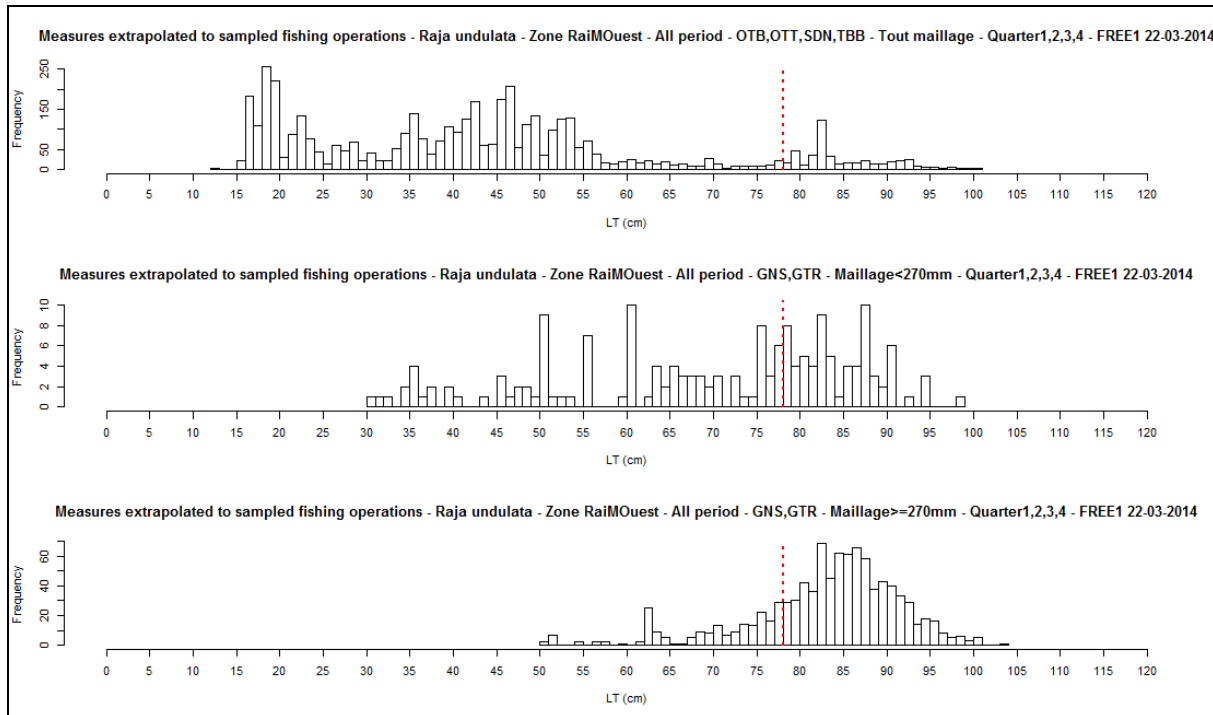 Measures extrapolated to sampled fishing operations - Raja undulata - Zone RaiMOuest - All period - OTB,OTT,SDN,TBB - Tout maillage - Quarter1,2,3,4 - FREE1 22-03-2014
Frequency
250
150
50
0
0 5 10 15 20 25 30 35 40 45 50 55 60 65 70 75 80 85 90 95 100 105 110 115 120
LT (cm)
Measures extrapolated to sampled fishing operations - Raja undulata - Zone RaiMOuest - All period - GNS,GTR - Maillage<270mm - Quarter1,2,3,4 - FREE1 22-03-2014
Frequency
10
8
6
4
2
0
0 5 10 15 20 25 30 35 40 45 50 55 60 65 70 75 80 85 90 95 100 105 110 115 120
LT (cm)
Measures extrapolated to sampled fishing operations - Raja undulata - Zone RaiMOuest - All period - GNS,GTR - Maillage>=270mm - Quarter1,2,3,4 - FREE1 22-03-2014
Frequency
60
40
20
0
0 5 10 15 20 25 30 35 40 45 50 55 60 65 70 75 80 85 90 95 100 105 110 115 120
LT (cm)